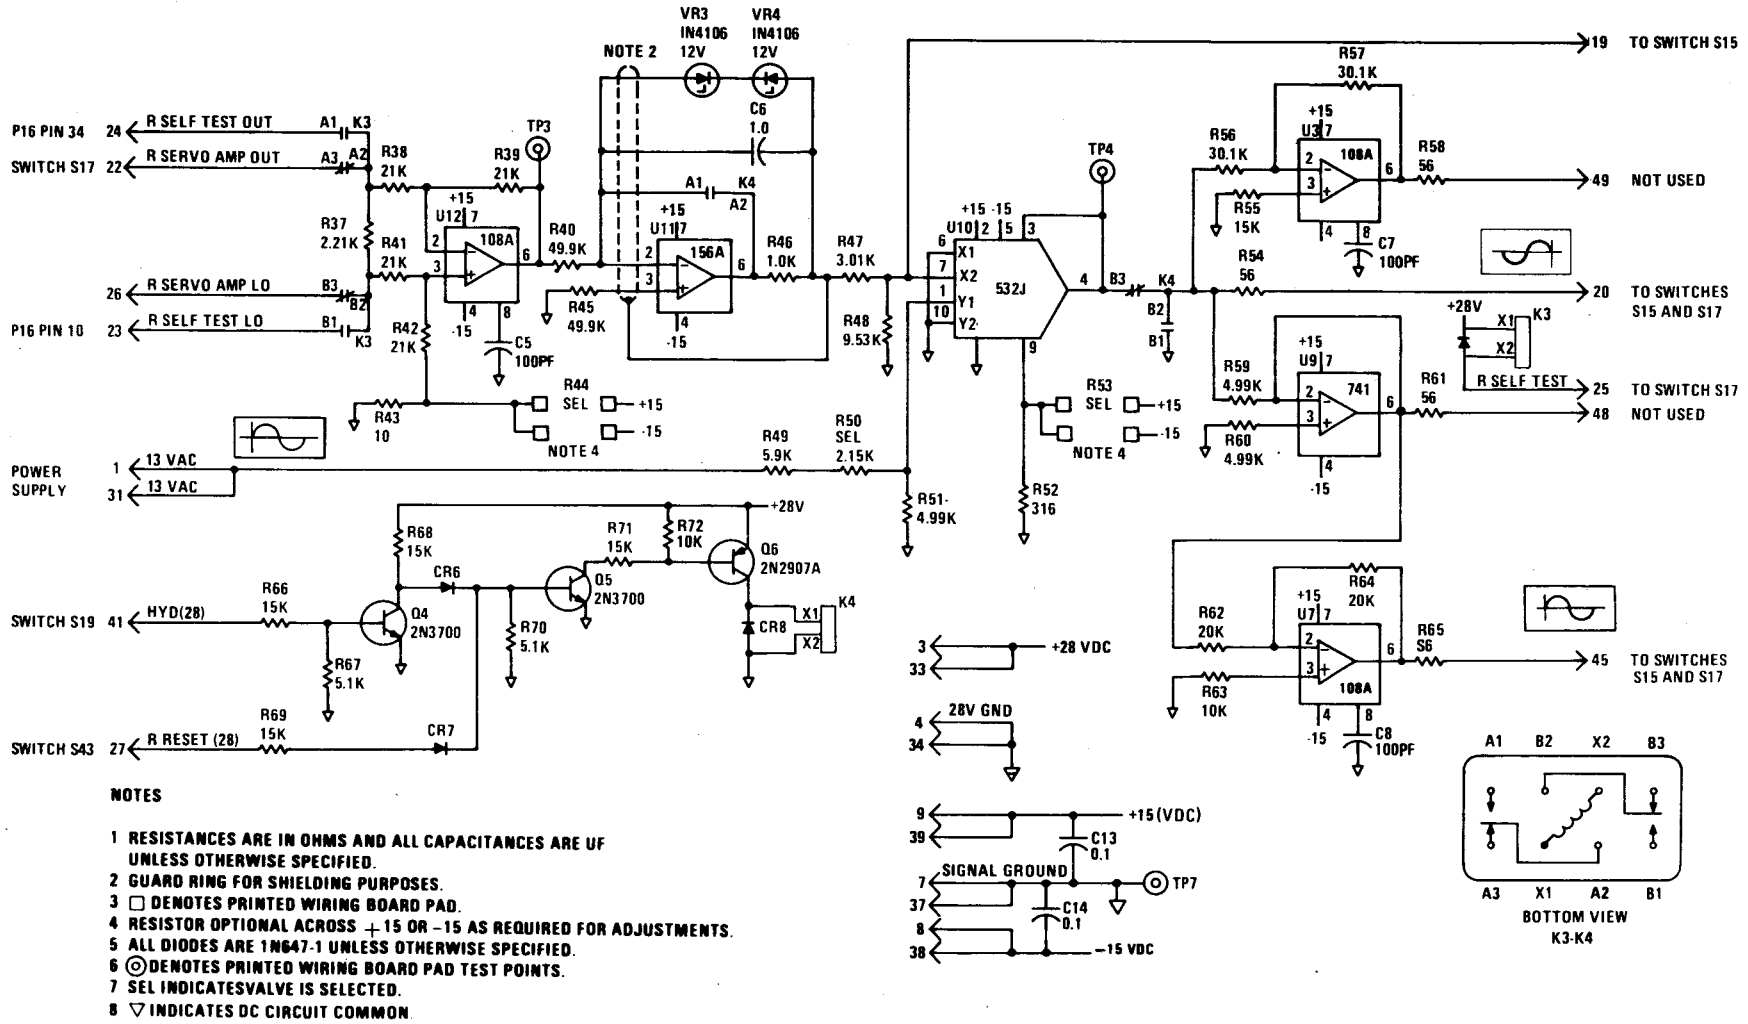 VR3
IN4106
12V
VR4
IN4106
12V
NOTE 2
19 TO SWITCH S15
R57
30.1K
C6
1.0
P16 PIN 34 24 R SELF TEST OUT A1 K3
SWITCH S17 22 R SERVO AMP OUT A3 A2
R38
21K
R39
21K
TP3
TP4
+15
U3 7
108A
2
3
6
4
8
R56
30.1K
R55
15K
R58
56
49 NOT USED
C7
100PF
R37
2.21K
R41
21K
+15
U12 7
108A
2
3
6
4
8
-15
R40
49.9K
A1 K4
A2
+15
U11 7
156A
2
3
6
4
-15
R45
49.9K
R46
1.0K
R47
3.01K
+15 -15
U10 2 5 3
6 X1
7 X2
1 Y1
10 Y2
532J
4
9
B3 K4
B2
B1
R54
56
20 TO SWITCHES
S15 AND S17
26 R SERVO AMP LO B3
B2
P16 PIN 10 23 R SELF TEST LO B1
K3
R42
21K
C5
100PF
R48
9.53K
+28V
X1 K3
X2
R SELF TEST 25 TO SWITCH S17
R59
4.99K
R60
4.99K
+15
U9 7
741
2
3
6
4
-15
R61
56
48 NOT USED
R43
10
R44
SEL
+15
-15
NOTE 4
R53
SEL
+15
-15
NOTE 4
R49
5.9K
R50
SEL
2.15K
POWER
SUPPLY
1 13 VAC
31 13 VAC
R51
4.99K
R52
316
+28V
R68
15K
R71
15K
R72
10K
Q6
2N2907A
CR6
Q5
2N3700
R66
15K
SWITCH S19 41 HYD(28)
Q4
2N3700
R67
5.1K
R70
5.1K
CR8
X1 K4
X2
R69
15K
SWITCH S43 27 R RESET (28)
CR7
R64
20K
+15
U7 7
108A
2
3
6
4
8
-15
R62
20K
R63
10K
R65
S6
45 TO SWITCHES
S15 AND S17
C8
100PF
3 +28 VDC
33
4 28V GND
34
9 +15(VDC)
39
C13
0.1
7 SIGNAL GROUND
37
TP7
C14
0.1
8
38 -15 VDC
A1 B2 X2 B3
A3 X1 A2 B1
BOTTOM VIEW
K3-K4
NOTES
1 RESISTANCES ARE IN OHMS AND ALL CAPACITANCES ARE UF
UNLESS OTHERWISE SPECIFIED.
2 GUARD RING FOR SHIELDING PURPOSES.
3 □ DENOTES PRINTED WIRING BOARD PAD.
4 RESISTOR OPTIONAL ACROSS +15 OR -15 AS REQUIRED FOR ADJUSTMENTS.
5 ALL DIODES ARE 1N647-1 UNLESS OTHERWISE SPECIFIED.
6 ◎ DENOTES PRINTED WIRING BOARD PAD TEST POINTS.
7 SEL INDICATESVALUE IS SELECTED.
8 ▽ INDICATES DC CIRCUIT COMMON